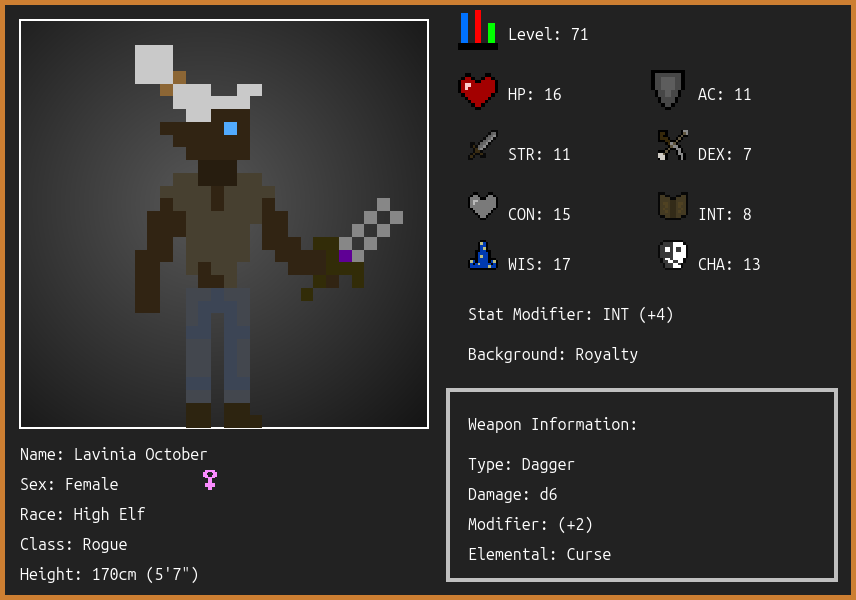 Level: 71
HP: 16
AC: 11
STR: 11
DEX: 7
CON: 15
INT: 8
WIS: 17
CHA: 13
Stat Modifier: INT (+4)
Background: Royalty
Weapon Information:
Type: Dagger
Damage: d6
Modifier: (+2)
Elemental: Curse
Name: Lavinia October
Sex: Female
Race: High Elf
Class: Rogue
Height: 170cm (5'7")